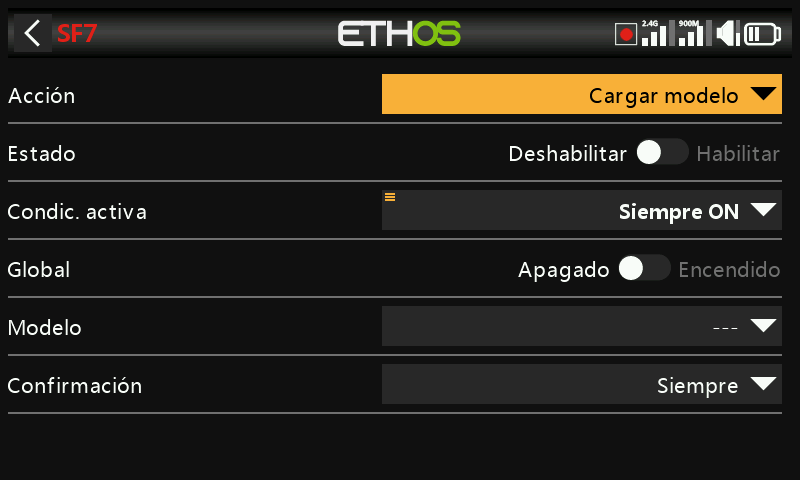 SF7 ETHOS 2.4G 900M
Acción Cargar modelo
Estado Deshabilitar Habilitar
Condic. activa Siempre ON
Global Apagado Encendido
Modelo ---
Confirmación Siempre